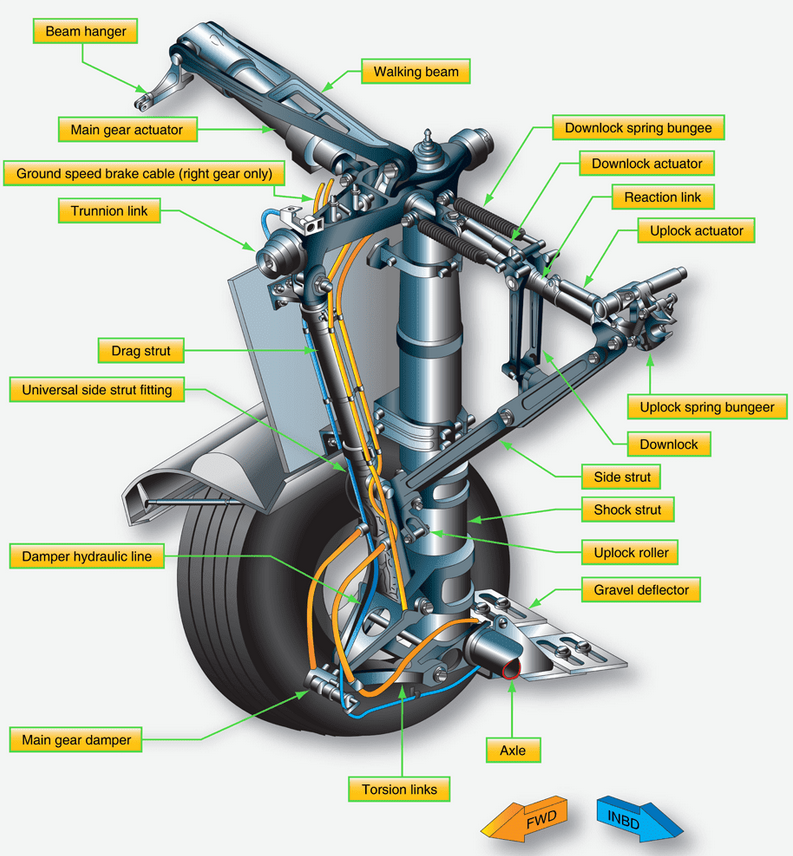 Beam hanger
Walking beam
Main gear actuator
Downlock spring bungee
Ground speed brake cable (right gear only)
Downlock actuator
Trunnion link
Reaction link
Uplock actuator
Drag strut
Universal side strut fitting
Uplock spring bungeer
Downlock
Side strut
Shock strut
Damper hydraulic line
Uplock roller
Gravel deflector
Main gear damper
Axle
Torsion links
FWD
INBD